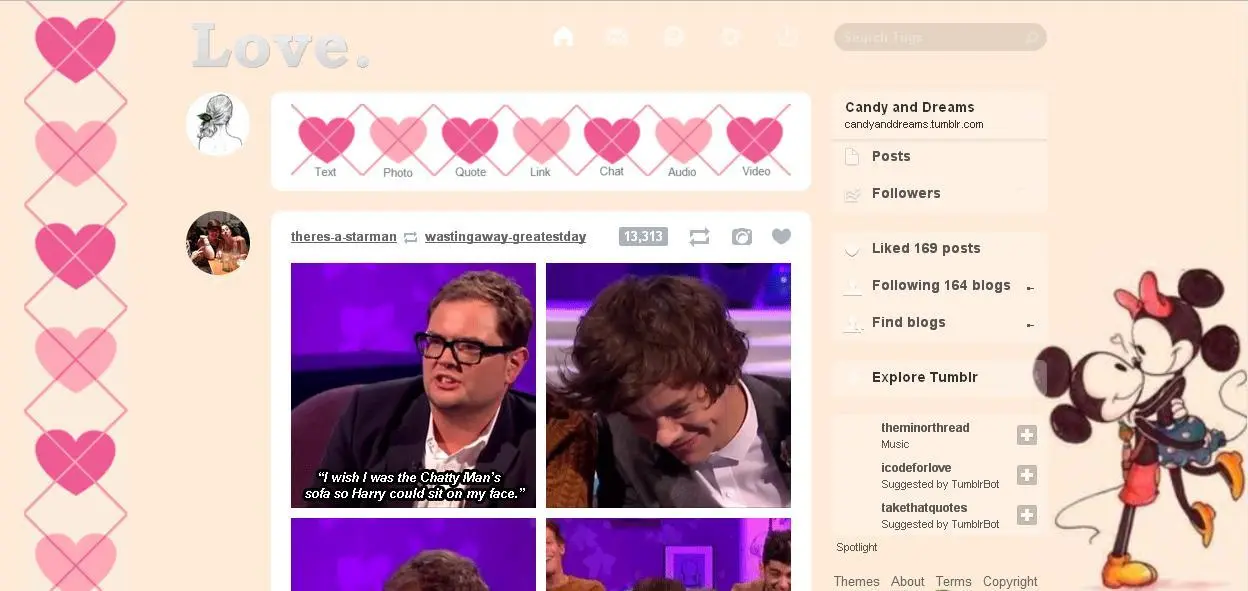 Love.
Search Tags
Text
Photo
Quote
Link
Chat
Audio
Video
theres-a-starman wastingaway-greatestday 13,313
“I wish I was the Chatty Man’s
sofa so Harry could sit on my face.”
Candy and Dreams
candyanddreams.tumblr.com
Posts
Followers
Liked 169 posts
Following 164 blogs
Find blogs
Explore Tumblr
theminorthread
Music
icodeforlove
Suggested by TumblrBot
takethatquotes
Suggested by TumblrBot
Spotlight
Themes About Terms Copyright